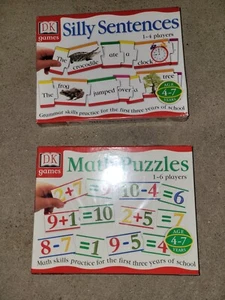 DK
games
Silly Sentences
1-4 players
The crocodile ate a clock
The frog jumped over a tree
AGE
4-7
YEARS
Grammar skills practice for the first three years of school
DK
games
Math Puzzles
1-6 players
2+7=9 10-4=6
9+1=10 2+5=7
8-7=1 9-5=4
AGE
4-7
YEARS
Math skills practice for the first three years of school